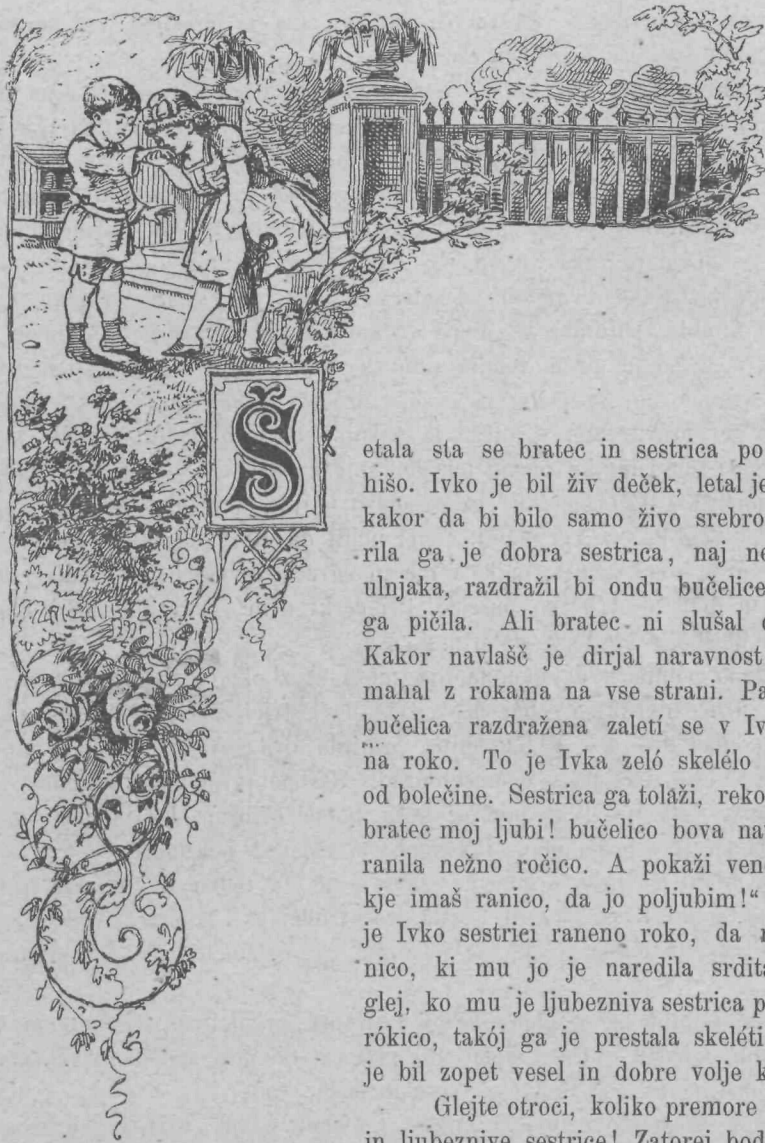 Š
etala sta se bratec in sestrica po
hišo. Ivko je bil živ deček, letal je
kakor da bi bilo samo živo srebro
rila ga je dobra sestrica, naj ne
ulnjaka, razdražil bi ondu bučelice
ga pičila. Ali bratec ni slušal
Kakor navlašč je dirjal naravnost
mahal z rokama na vse strani. Pa
bučelica razdražena zaletí se v Iv
na roko. To je Ivka zeló skelélo
od bolečine. Sestrica ga tolaži, reko
bratec moj ljubi! bučelico bova na
ranila nežno ročico. A pokaži ven
kje imaš ranico, da jo poljubim!“
je Ivko sestrici raneno roko, da
nico, ki mu jo je naredila srdita
glej, ko mu je ljubezniva sestrica p
rókico, takój ga je prestala skeléti
je bil zopet vesel in dobre volje k
Glejte otroci, koliko premore
in ljubeznive sestrice! Zatorej bod